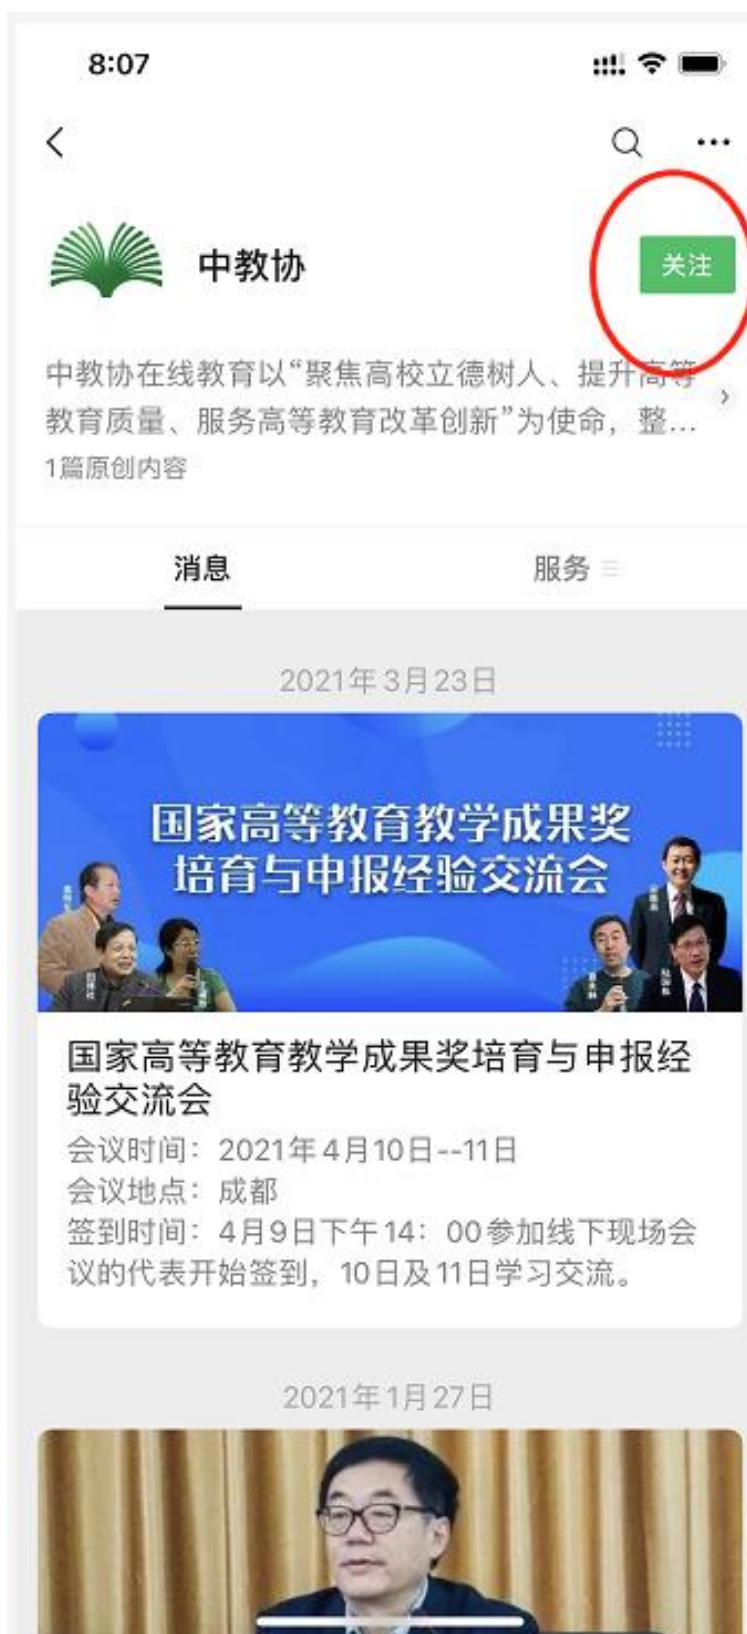 8:07
中教协
关注
中教协在线教育以“聚焦高校立德树人、提升高等
教育质量、服务高等教育改革创新”为使命，整...
1篇原创内容
消息
服务
2021年3月23日
国家高等教育教学成果奖
培育与申报经验交流会
国家高等教育教学成果奖培育与申报经
验交流会
会议时间：2021年4月10日--11日
会议地点：成都
签到时间：4月9日下午14：00参加线下现场会
议的代表开始签到，10日及11日学习交流。
2021年1月27日